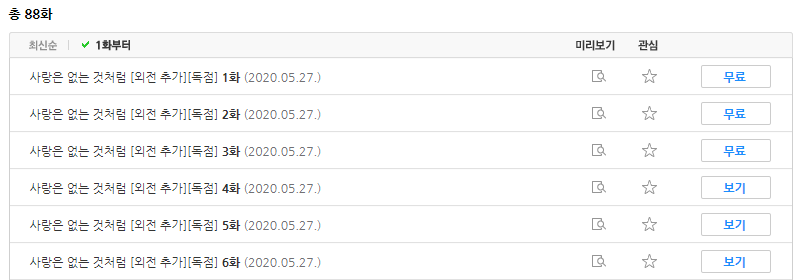 총 88화
최신순 1화부터 미리보기 관심
사랑은 없는 것처럼 [외전 추가][독점] 1화 (2020.05.27.) 무료
사랑은 없는 것처럼 [외전 추가][독점] 2화 (2020.05.27.) 무료
사랑은 없는 것처럼 [외전 추가][독점] 3화 (2020.05.27.) 무료
사랑은 없는 것처럼 [외전 추가][독점] 4화 (2020.05.27.) 보기
사랑은 없는 것처럼 [외전 추가][독점] 5화 (2020.05.27.) 보기
사랑은 없는 것처럼 [외전 추가][독점] 6화 (2020.05.27.) 보기